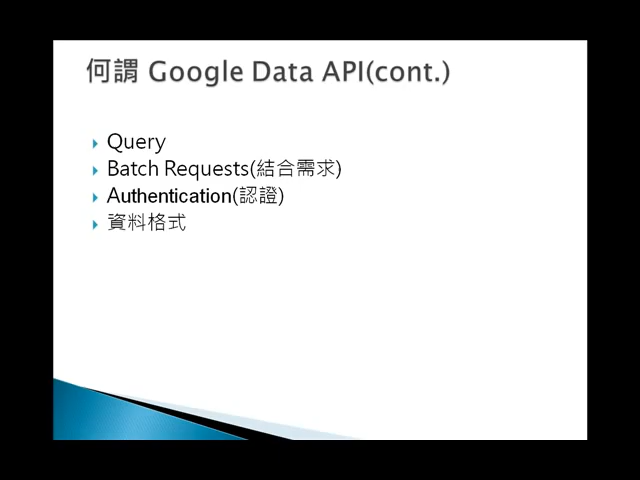 何謂 Google Data API(cont.)
Query
Batch Requests(結合需求)
Authentication(認證)
資料格式